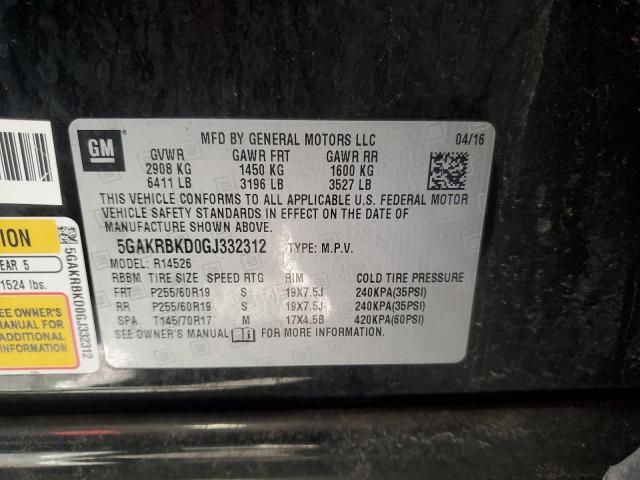 GM
MFD BY GENERAL MOTORS LLC 04/16
GVWR GAWR FRT GAWR RR
2908 KG 1450 KG 1600 KG
6411 LB 3196 LB 3527 LB
THIS VEHICLE CONFORMS TO ALL APPLICABLE U.S. FEDERAL MOTOR
VEHICLE SAFETY STANDARDS IN EFFECT ON THE DATE OF
MANUFACTURE SHOWN ABOVE.
5GAKRBKD0GJ332312 TYPE: M.P.V.
MODEL: R14526
RBBM TIRE SIZE SPEED RTG RIM COLD TIRE PRESSURE
FRT P255/60R19 S 19X7.5J 240KPA(35PSI)
RR P255/60R19 S 19X7.5J 240KPA(35PSI)
SPA T145/70R17 M 17X4.5B 420KPA(60PSI)
SEE OWNER'S MANUAL FOR MORE INFORMATION
TION
EAR 5
1524 lbs.
SEE OWNER'S
MANUAL FOR
ADDITIONAL
INFORMATION
5GAKRBKD0GJ332312